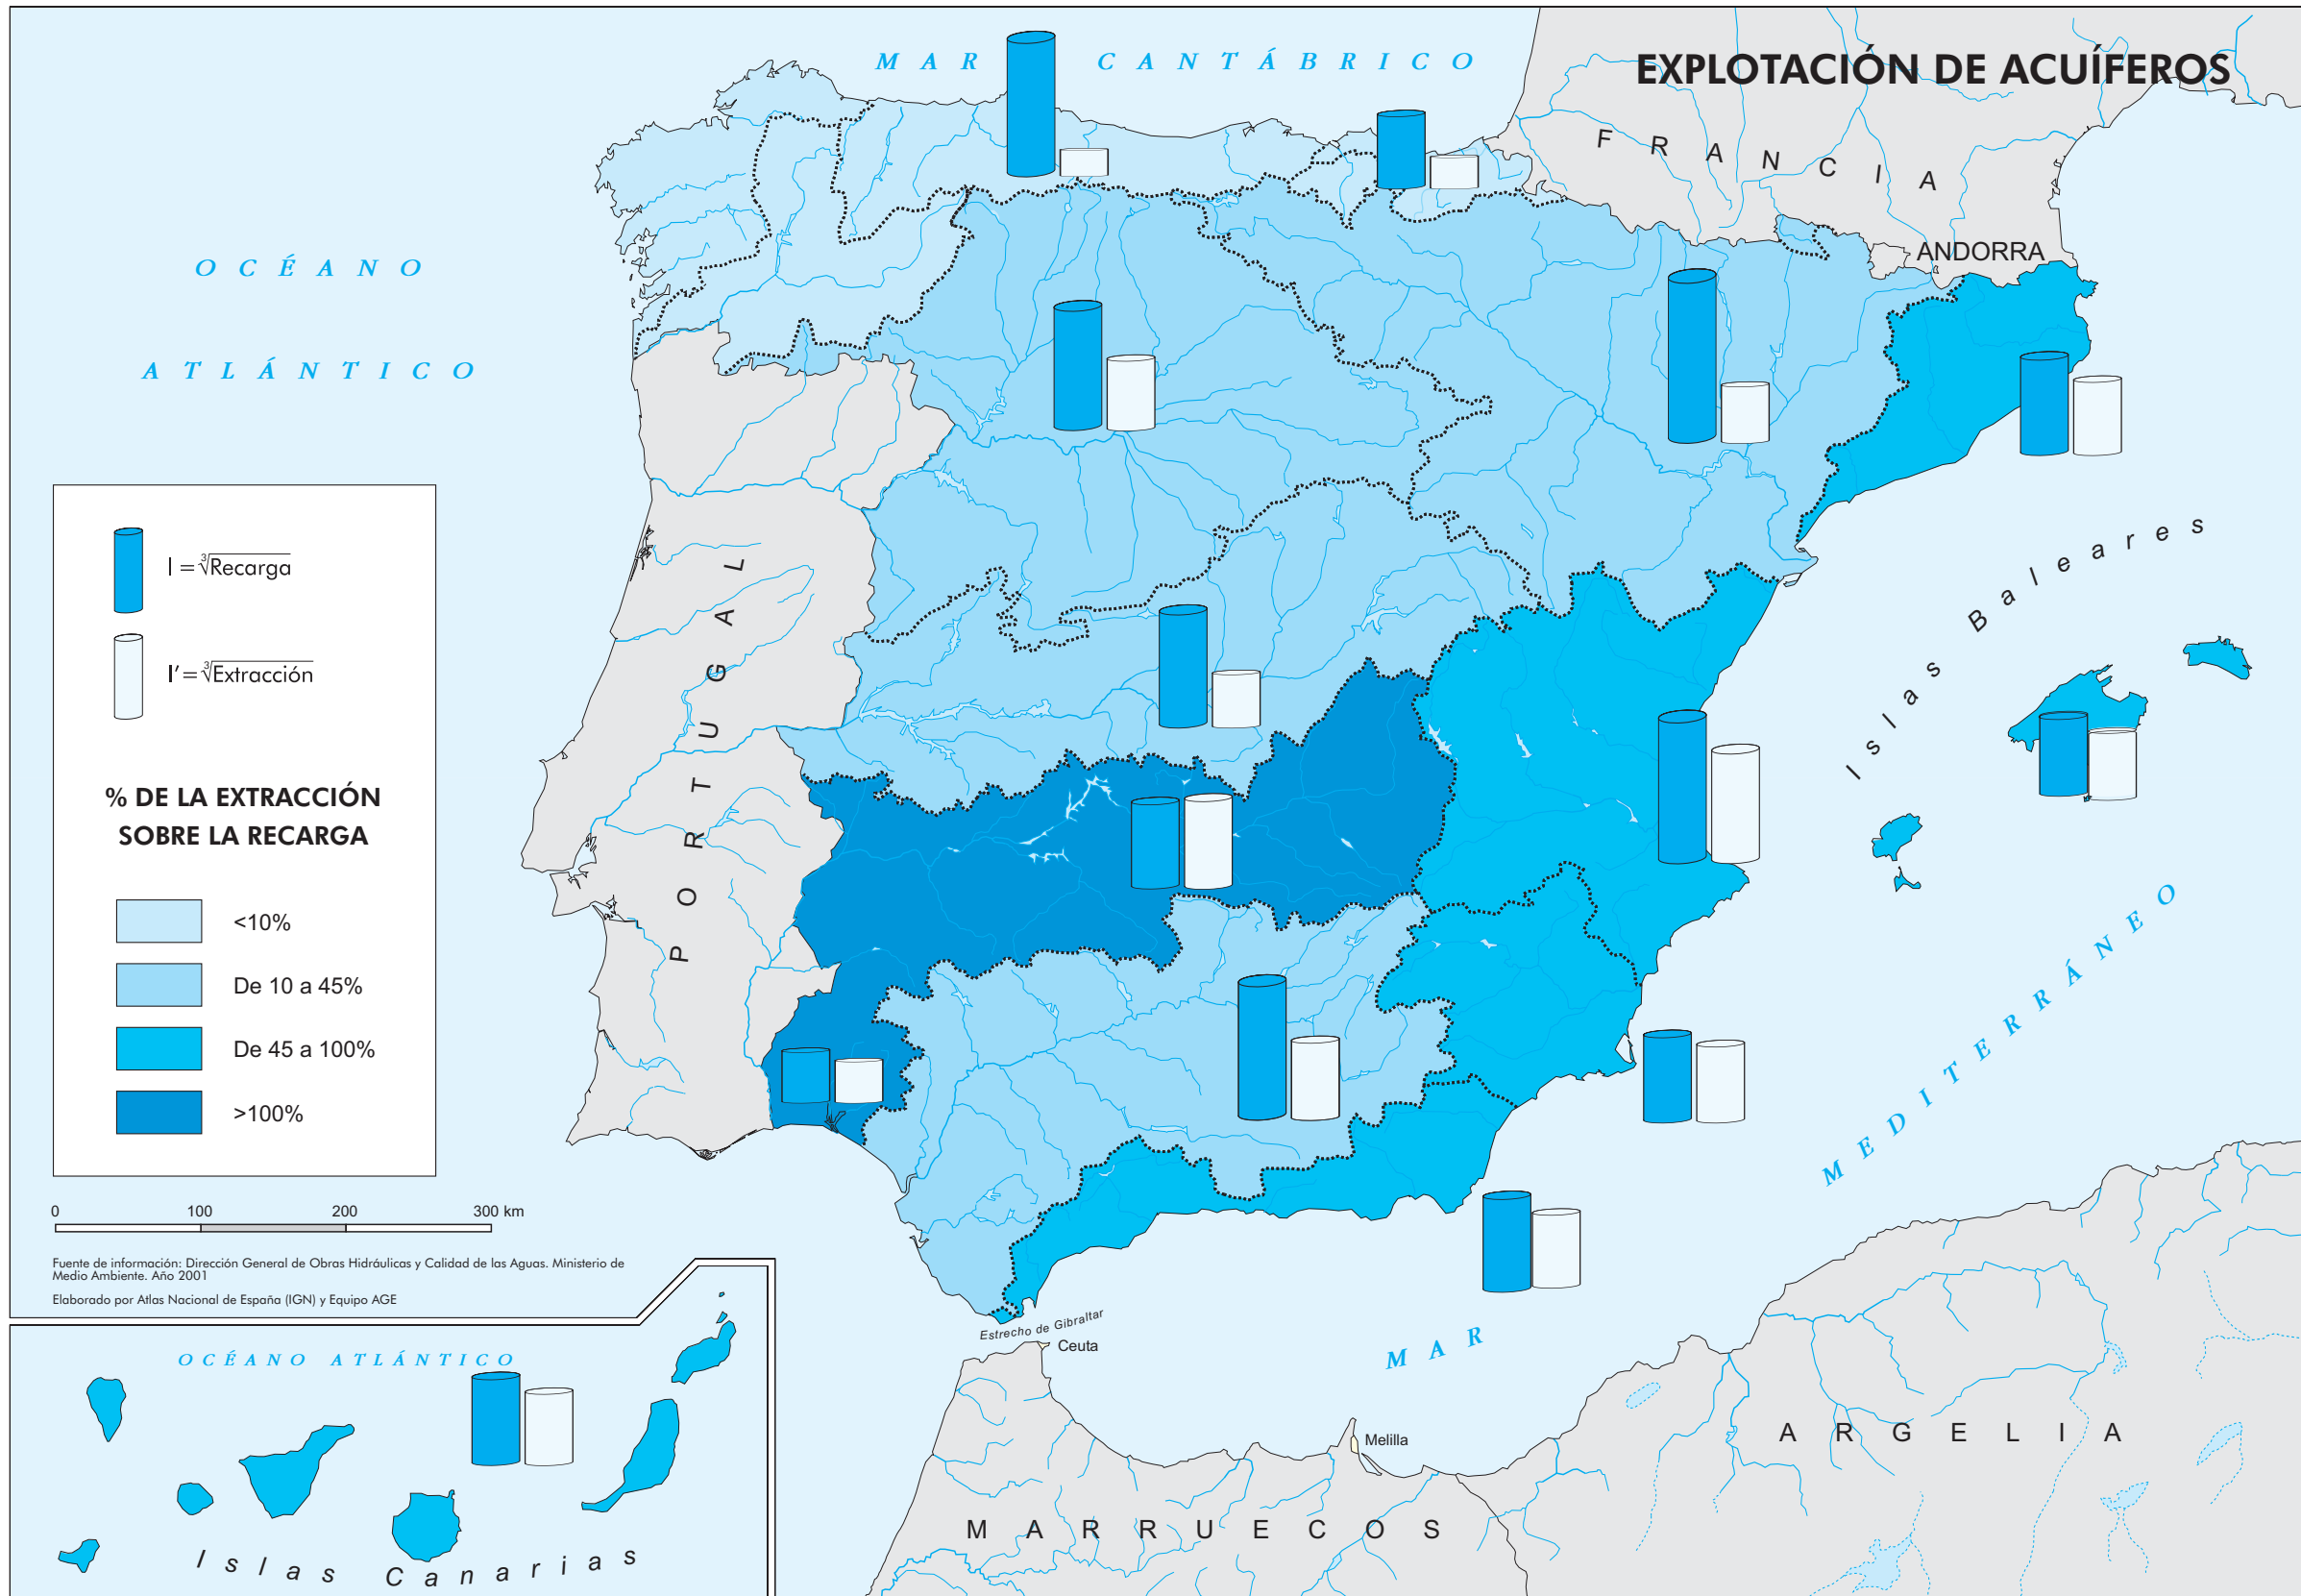 EXPLOTACIÓN DE ACUÍFEROS
MAR CANTÁBRICO
FRANCIA
ANDORRA
OCÉANO
ATLÁNTICO
PORTUGAL
Islas Baleares
MAR MEDITERRÁNEO
l = ∛Recarga
l' = ∛Extracción
% DE LA EXTRACCIÓN
SOBRE LA RECARGA
<10%
De 10 a 45%
De 45 a 100%
>100%
0 100 200 300 km
Fuente de información: Dirección General de Obras Hidráulicas y Calidad de las Aguas. Ministerio de
Medio Ambiente. Año 2001
Elaborado por Atlas Nacional de España (IGN) y Equipo AGE
Estrecho de Gibraltar
Ceuta
Melilla
OCÉANO ATLÁNTICO
Islas Canarias
MARRUECOS
ARGELIA